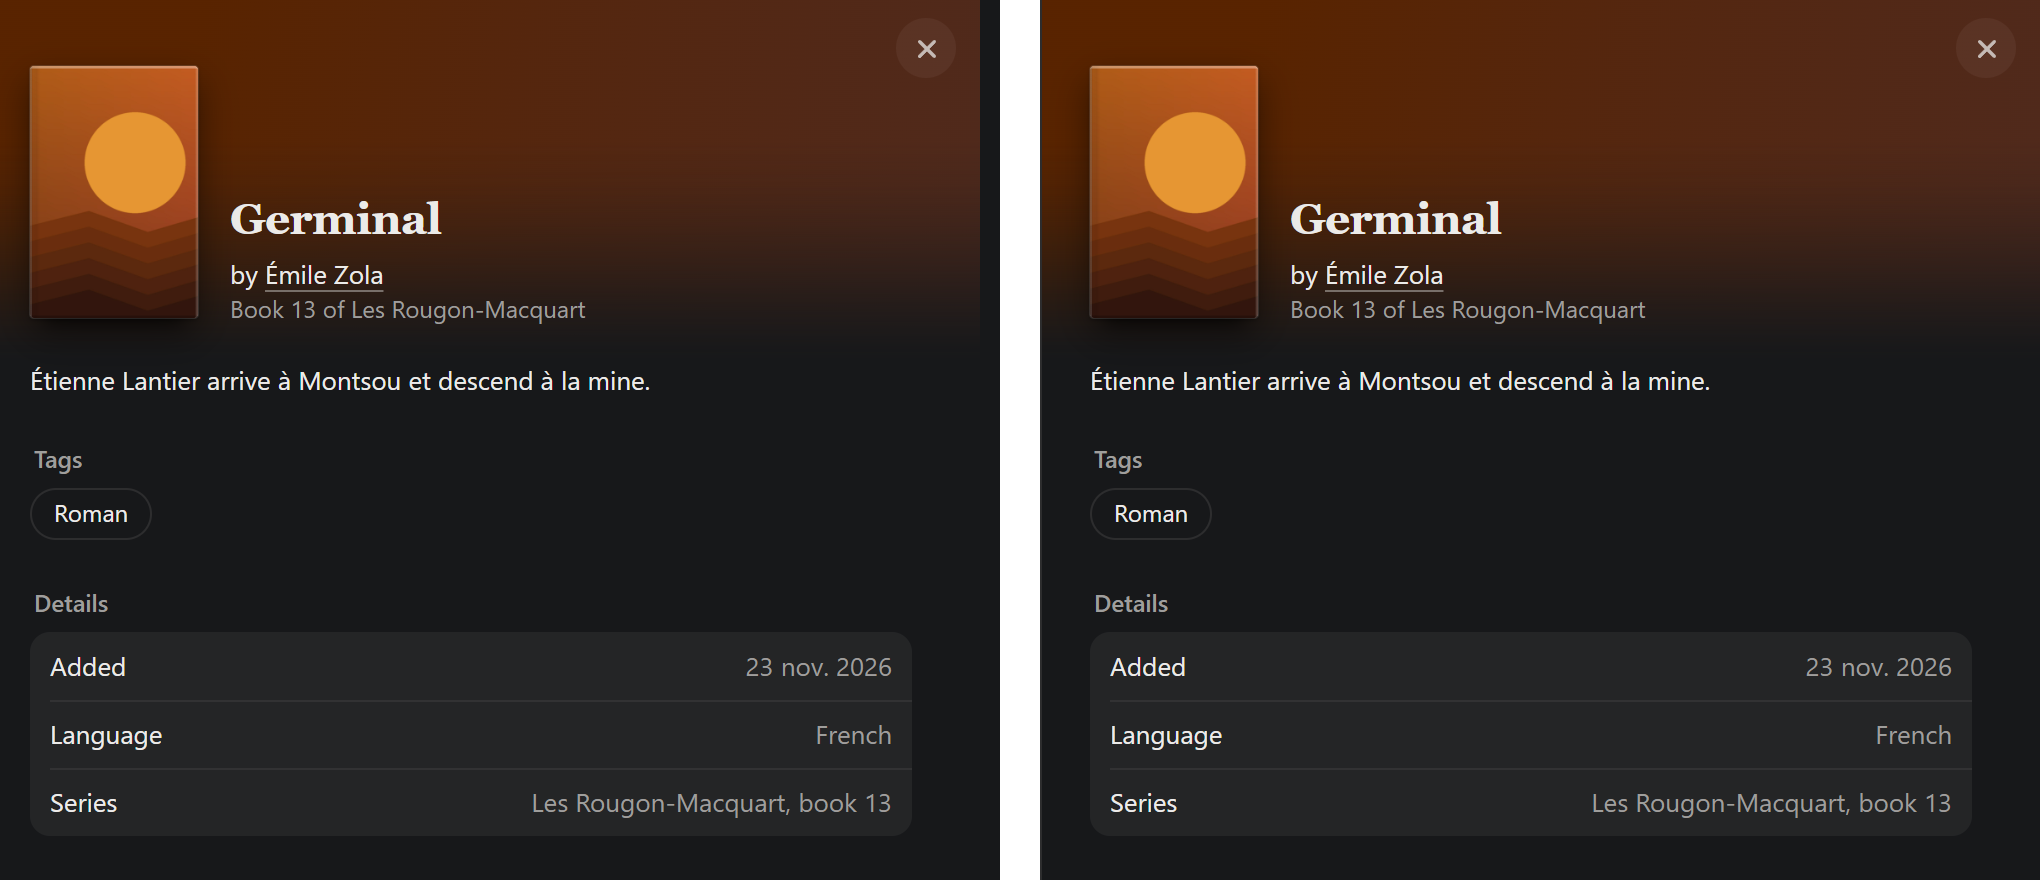 Germinal
by Émile Zola
Book 13 of Les Rougon-Macquart
Étienne Lantier arrive à Montsou et descend à la mine.
Tags
Roman
Details
Added 23 nov. 2026
Language French
Series Les Rougon-Macquart, book 13
Germinal
by Émile Zola
Book 13 of Les Rougon-Macquart
Étienne Lantier arrive à Montsou et descend à la mine.
Tags
Roman
Details
Added 23 nov. 2026
Language French
Series Les Rougon-Macquart, book 13